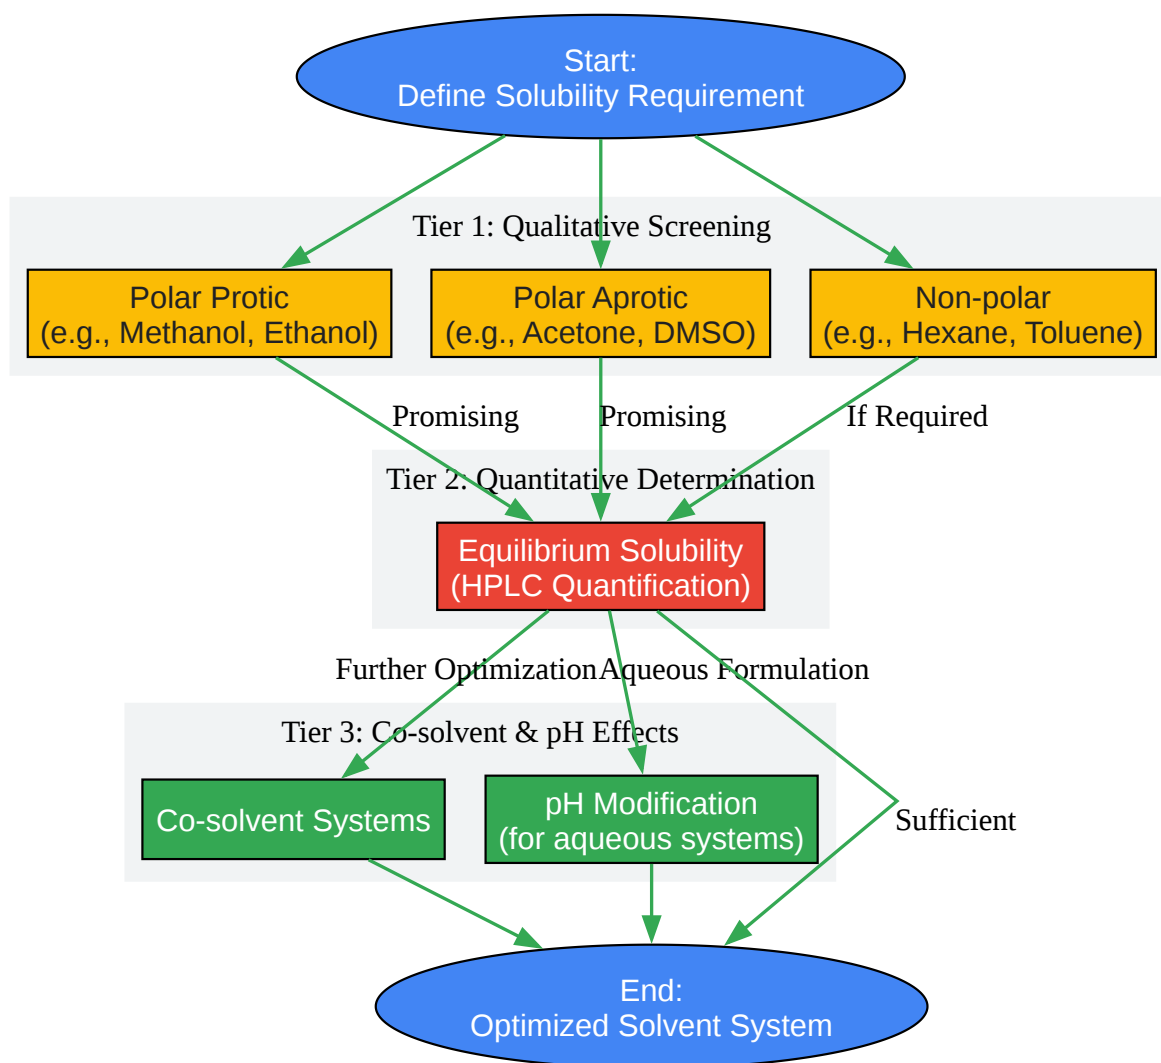 Start:
Define Solubility Requirement
Tier 1: Qualitative Screening
Polar Protic
(e.g., Methanol, Ethanol)
Polar Aprotic
(e.g., Acetone, DMSO)
Non-polar
(e.g., Hexane, Toluene)
Promising
Promising
If Required
Tier 2: Quantitative Determination
Equilibrium Solubility
(HPLC Quantification)
Further Optimization
Aqueous Formulation
Tier 3: Co-solvent & pH Effects
Co-solvent Systems
pH Modification
(for aqueous systems)
Sufficient
End:
Optimized Solvent System